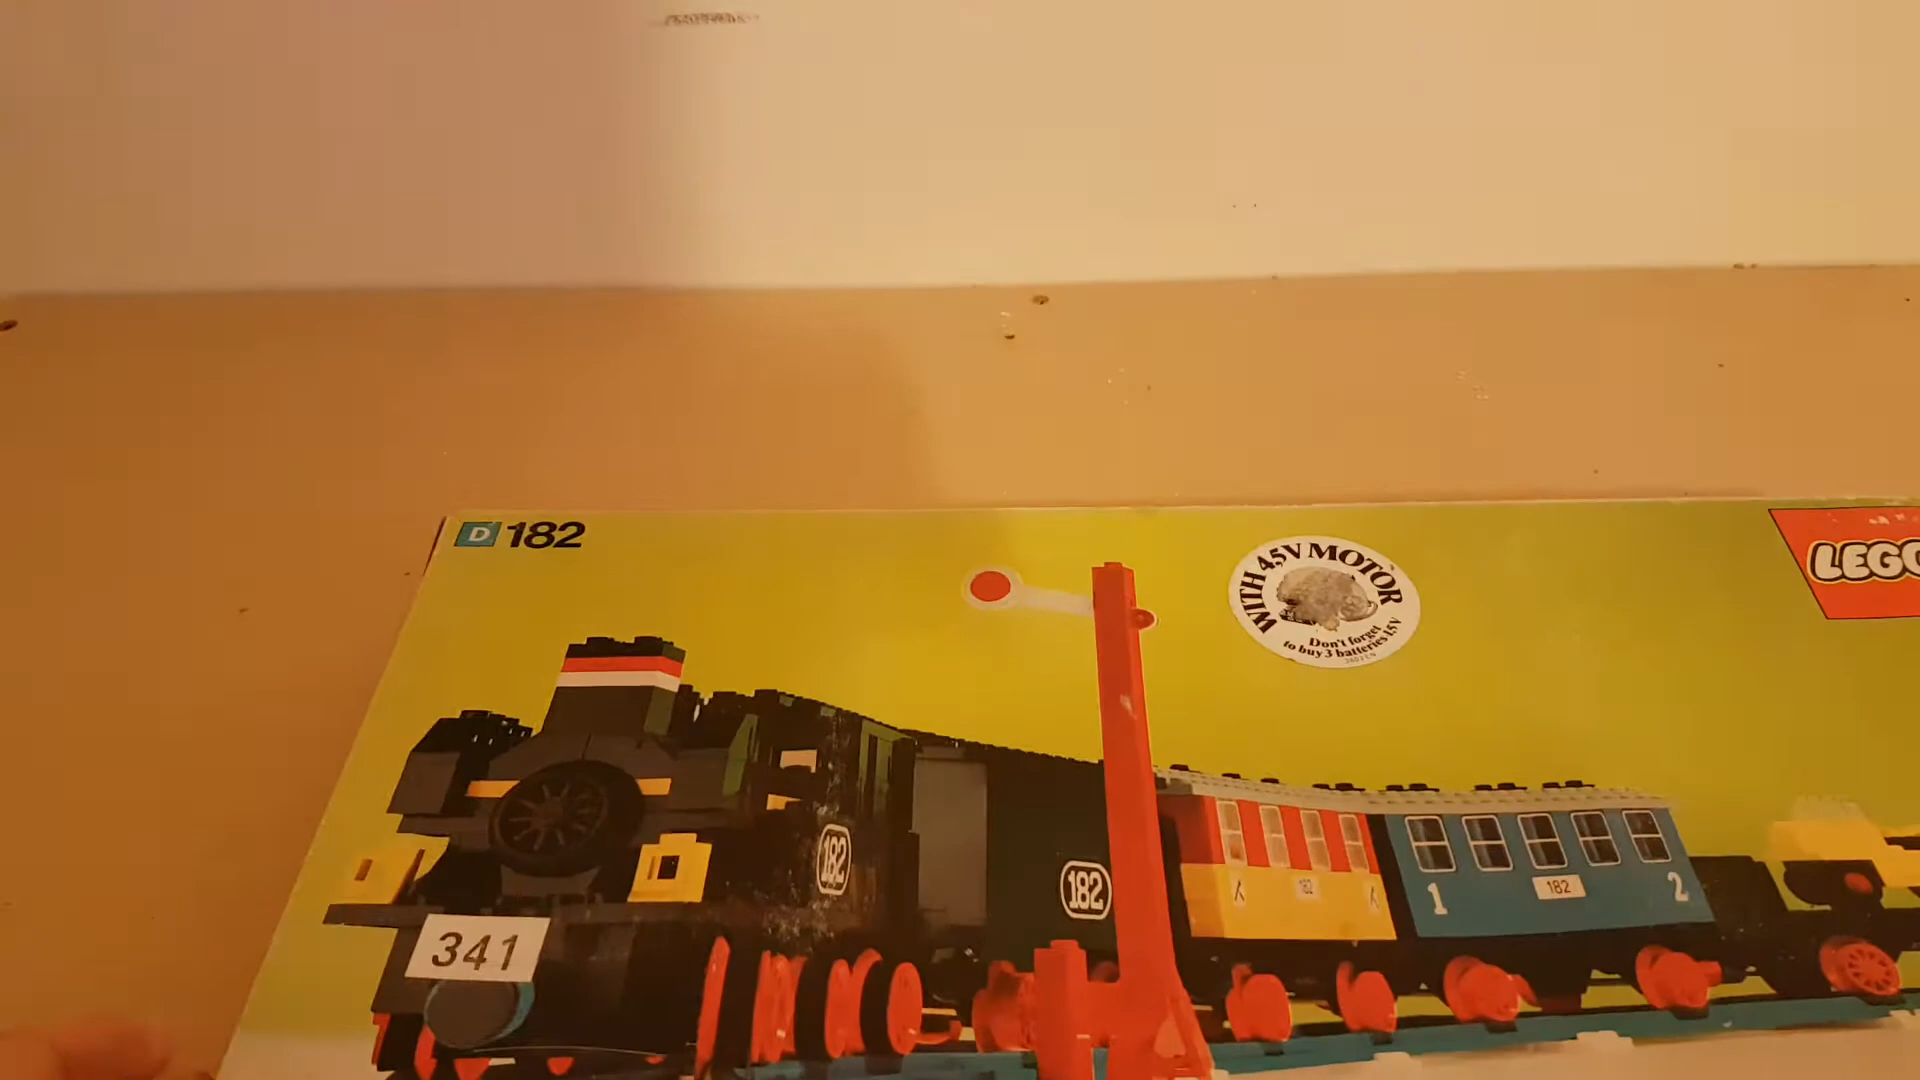 D 182
WITH 4.5V MOTOR
Don't forget
to buy 3 batteries 1.5V
LEGO
182
182
182
1 182 2
341